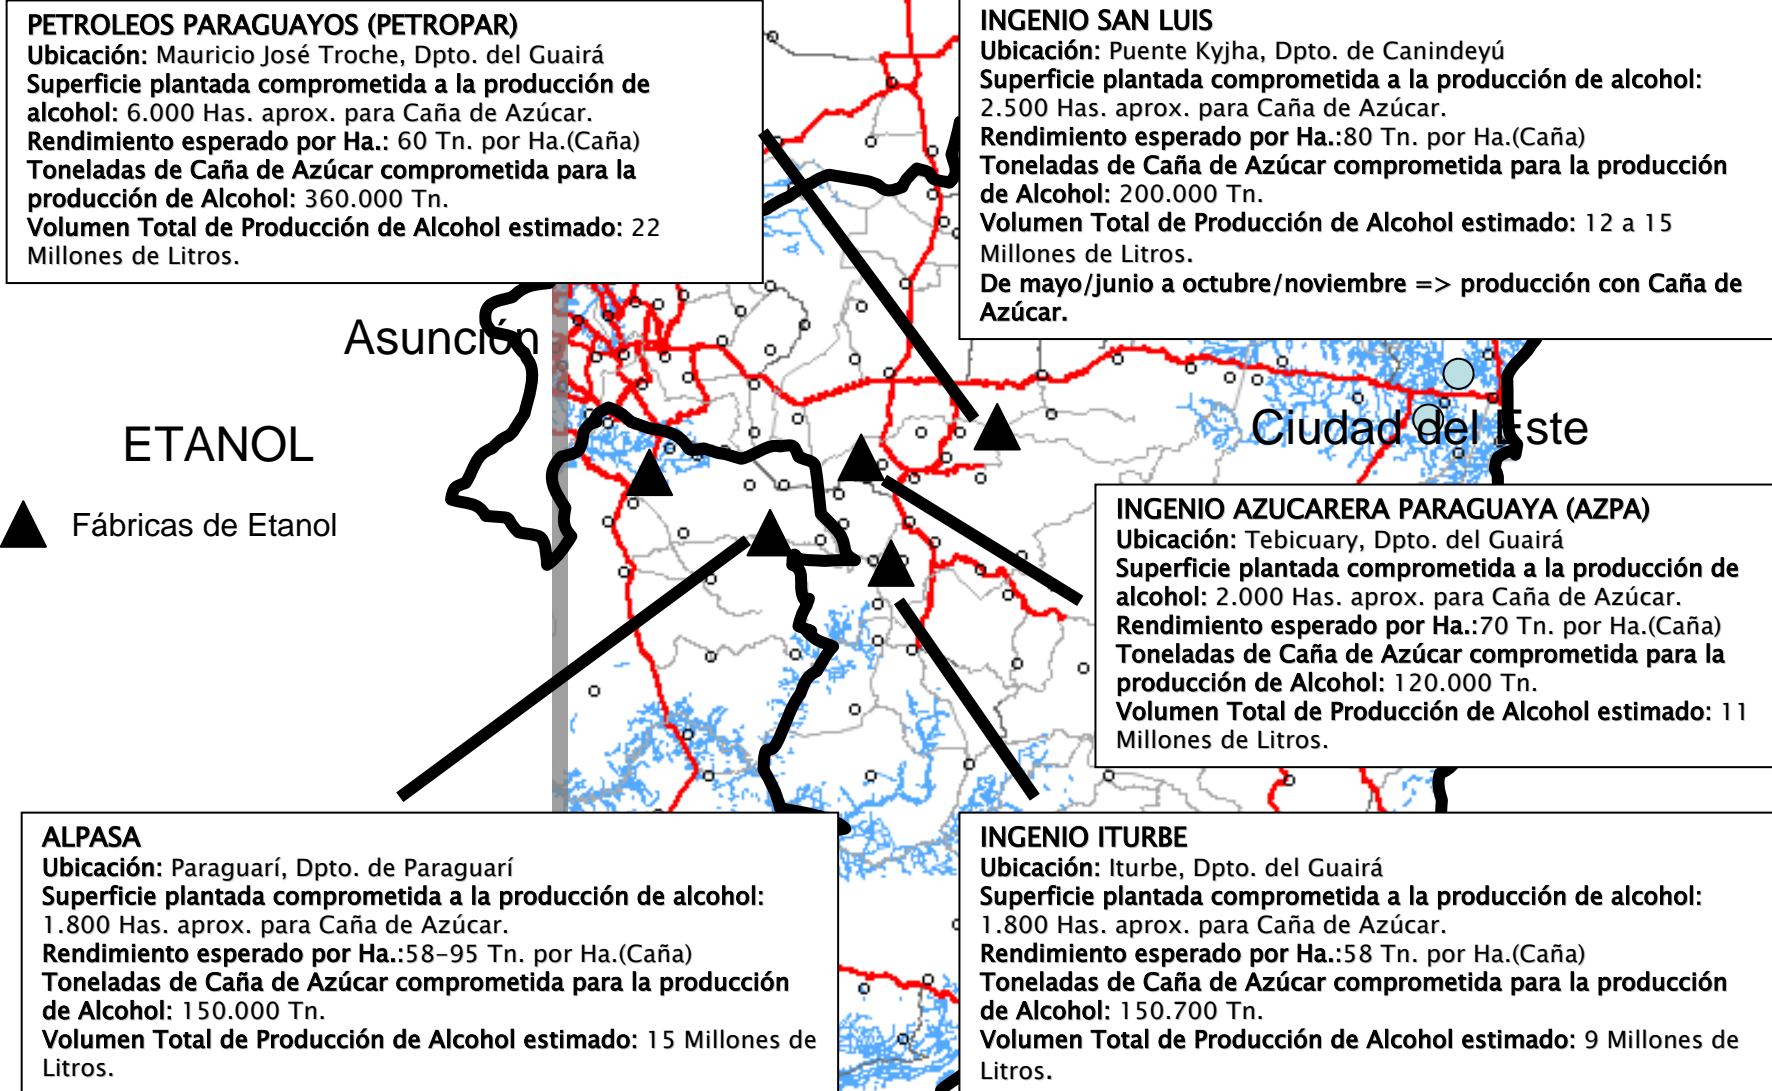 PETROLEOS PARAGUAYOS (PETROPAR)
Ubicación: Mauricio José Troche, Dpto. del Guairá
Superficie plantada comprometida a la producción de
alcohol: 6.000 Has. aprox. para Caña de Azúcar.
Rendimiento esperado por Ha.: 60 Tn. por Ha.(Caña)
Toneladas de Caña de Azúcar comprometida para la
producción de Alcohol: 360.000 Tn.
Volumen Total de Producción de Alcohol estimado: 22
Millones de Litros.
INGENIO SAN LUIS
Ubicación: Puente Kyjha, Dpto. de Canindeyú
Superficie plantada comprometida a la producción de alcohol:
2.500 Has. aprox. para Caña de Azúcar.
Rendimiento esperado por Ha.:80 Tn. por Ha.(Caña)
Toneladas de Caña de Azúcar comprometida para la producción
de Alcohol: 200.000 Tn.
Volumen Total de Producción de Alcohol estimado: 12 a 15
Millones de Litros.
De mayo/junio a octubre/noviembre => producción con Caña de
Azúcar.
Asunción
Ciudad del Este
ETANOL
Fábricas de Etanol
INGENIO AZUCARERA PARAGUAYA (AZPA)
Ubicación: Tebicuary, Dpto. del Guairá
Superficie plantada comprometida a la producción de
alcohol: 2.000 Has. aprox. para Caña de Azúcar.
Rendimiento esperado por Ha.:70 Tn. por Ha.(Caña)
Toneladas de Caña de Azúcar comprometida para la
producción de Alcohol: 120.000 Tn.
Volumen Total de Producción de Alcohol estimado: 11
Millones de Litros.
ALPASA
Ubicación: Paraguarí, Dpto. de Paraguarí
Superficie plantada comprometida a la producción de alcohol:
1.800 Has. aprox. para Caña de Azúcar.
Rendimiento esperado por Ha.:58-95 Tn. por Ha.(Caña)
Toneladas de Caña de Azúcar comprometida para la producción
de Alcohol: 150.000 Tn.
Volumen Total de Producción de Alcohol estimado: 15 Millones de
Litros.
INGENIO ITURBE
Ubicación: Iturbe, Dpto. del Guairá
Superficie plantada comprometida a la producción de alcohol:
1.800 Has. aprox. para Caña de Azúcar.
Rendimiento esperado por Ha.:58 Tn. por Ha.(Caña)
Toneladas de Caña de Azúcar comprometida para la producción
de Alcohol: 150.700 Tn.
Volumen Total de Producción de Alcohol estimado: 9 Millones de
Litros.